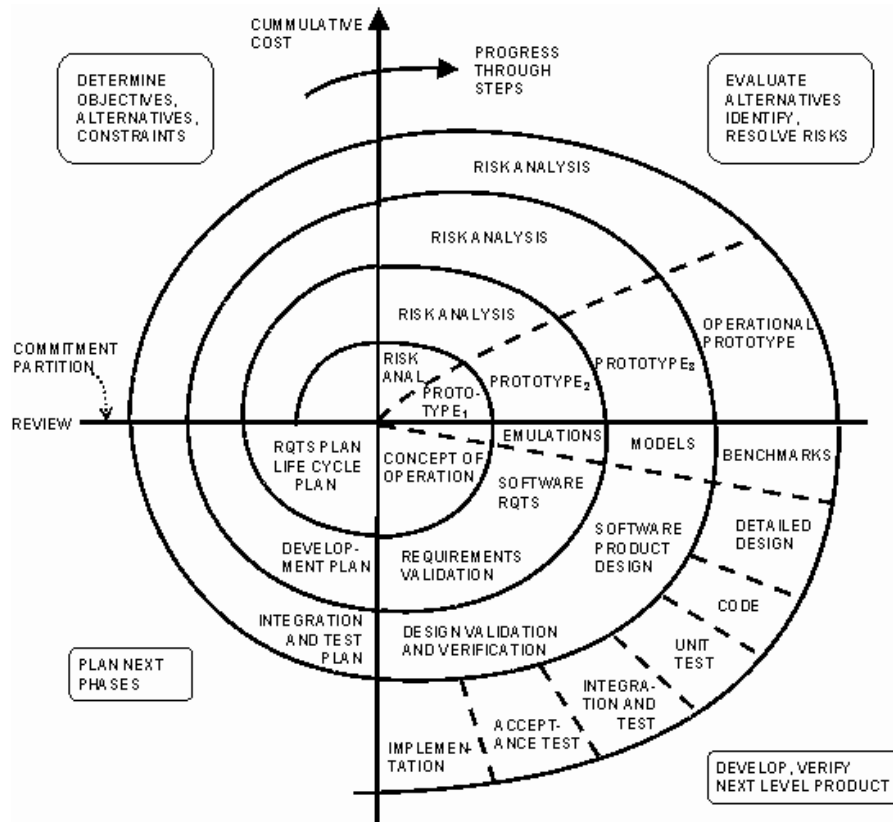 CUMMULATIVE
COST
PROGRESS
THROUGH
STEPS
DETERMINE
OBJECTIVES,
ALTERNATIVES,
CONSTRAINTS
EVALUATE
ALTERNATIVES
IDENTIFY,
RESOLVE RISKS
RISK ANALYSIS
RISK ANALYSIS
RISK ANALYSIS
RISK
ANAL.
OPERATIONAL
PROTOTYPE
PROTOTYPE3
PROTOTYPE2
PROTO-
TYPE1
COMMITMENT
PARTITION
REVIEW
EMULATIONS
MODELS
BENCHMARKS
RQTS PLAN
LIFE CYCLE
PLAN
CONCEPT OF
OPERATION
SOFTWARE
RQTS
SOFTWARE
PRODUCT
DESIGN
DETAILED
DESIGN
DEVELOP-
MENT PLAN
REQUIREMENTS
VALIDATION
CODE
INTEGRATION
AND TEST
PLAN
DESIGN VALIDATION
AND VERIFICATION
UNIT
TEST
PLAN NEXT
PHASES
INTEGRA-
TION AND
TEST
ACCEPT-
ANCE TEST
IMPLEMEN-
TATION
DEVELOP, VERIFY
NEXT LEVEL PRODUCT